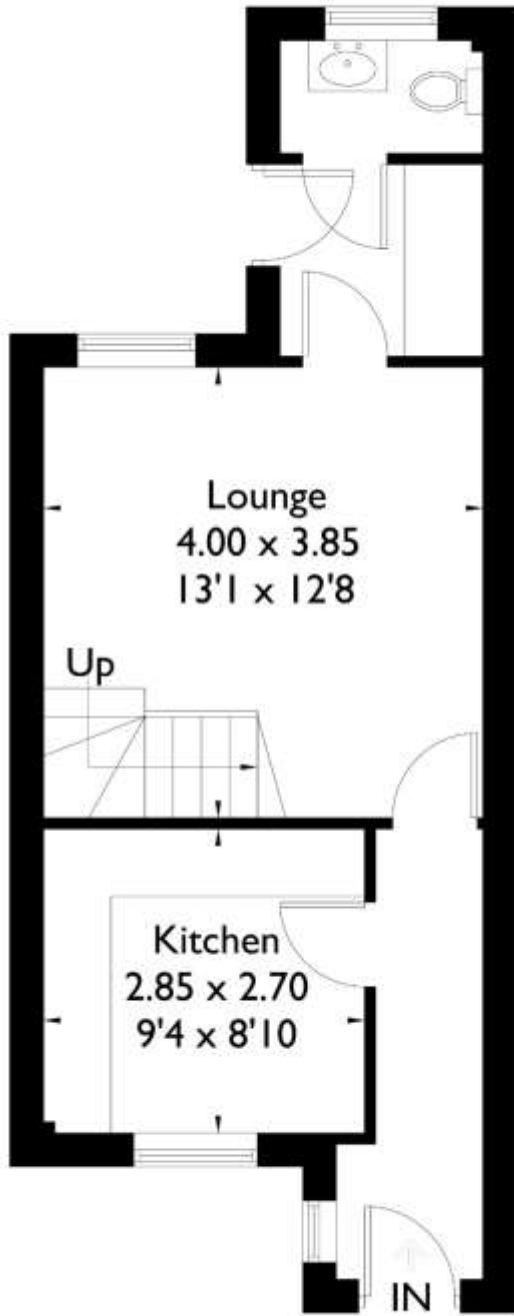 Lounge
4.00 x 3.85
13'1 x 12'8
Up
Kitchen
2.85 x 2.70
9'4 x 8'10
IN